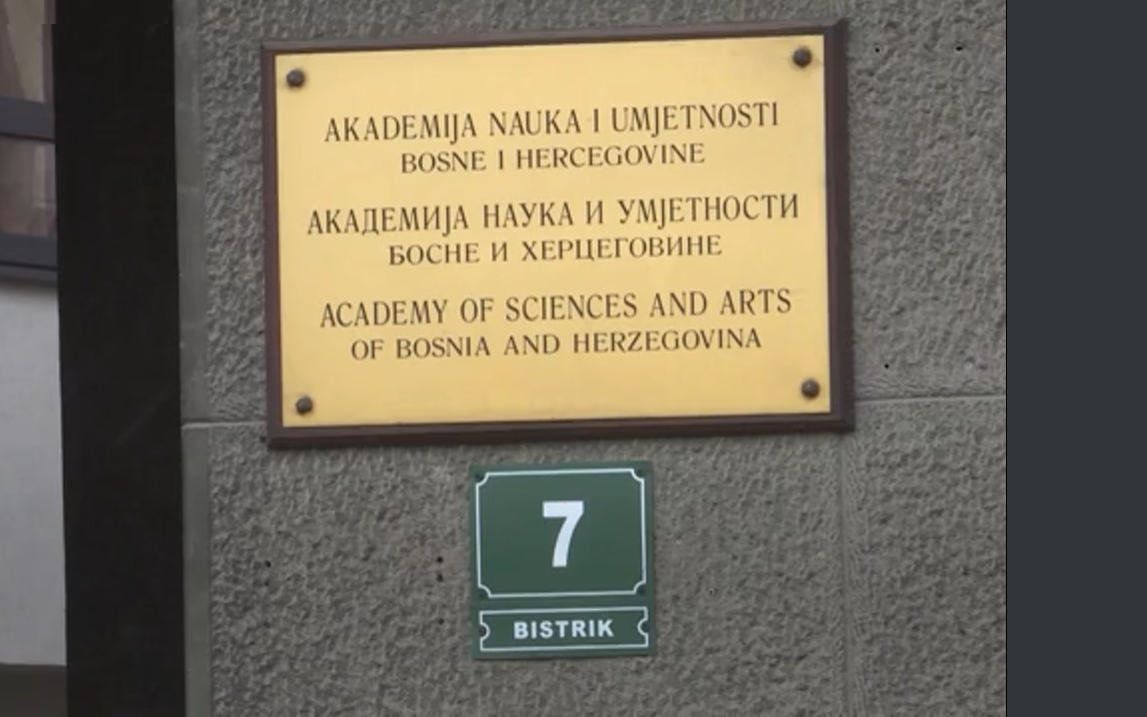 AKADEMIJA NAUKA I UMJETNOSTI
BOSNE I HERCEGOVINE
АКАДЕМИЈА НАУКА И УМЈЕТНОСТИ
БОСНЕ И ХЕРЦЕГОВИНЕ
ACADEMY OF SCIENCES AND ARTS
OF BOSNIA AND HERZEGOVINA
7
BISTRIK